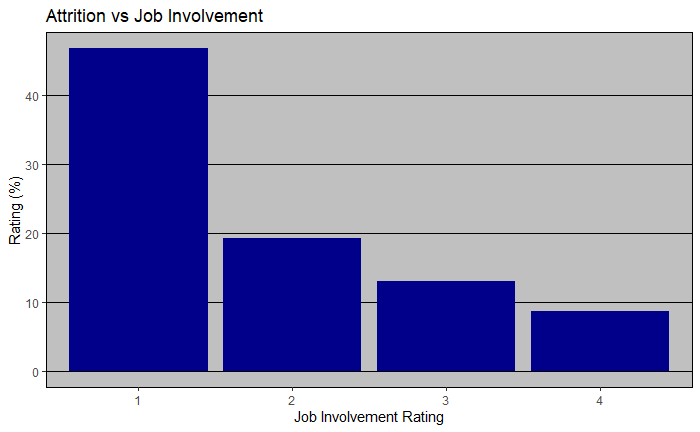 Attrition vs Job Involvement
Rating (%)
40
30
20
10
0
1 2 3 4
Job Involvement Rating